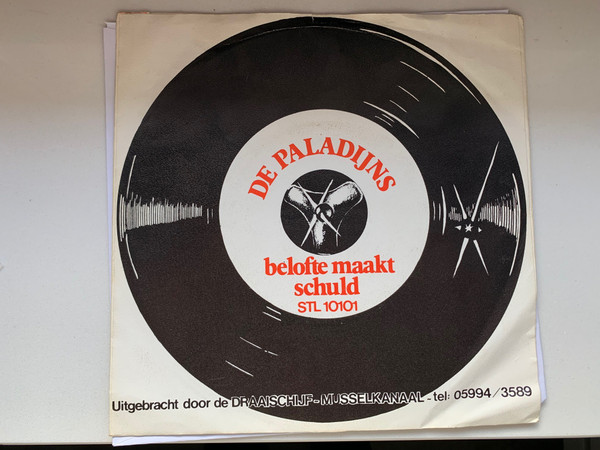 DE PALADIJNS
belofte maakt
schuld
STL 10101
Uitgebracht door de DRAAISCHIJF - MUSSELKANAAL - tel: 05994/3589